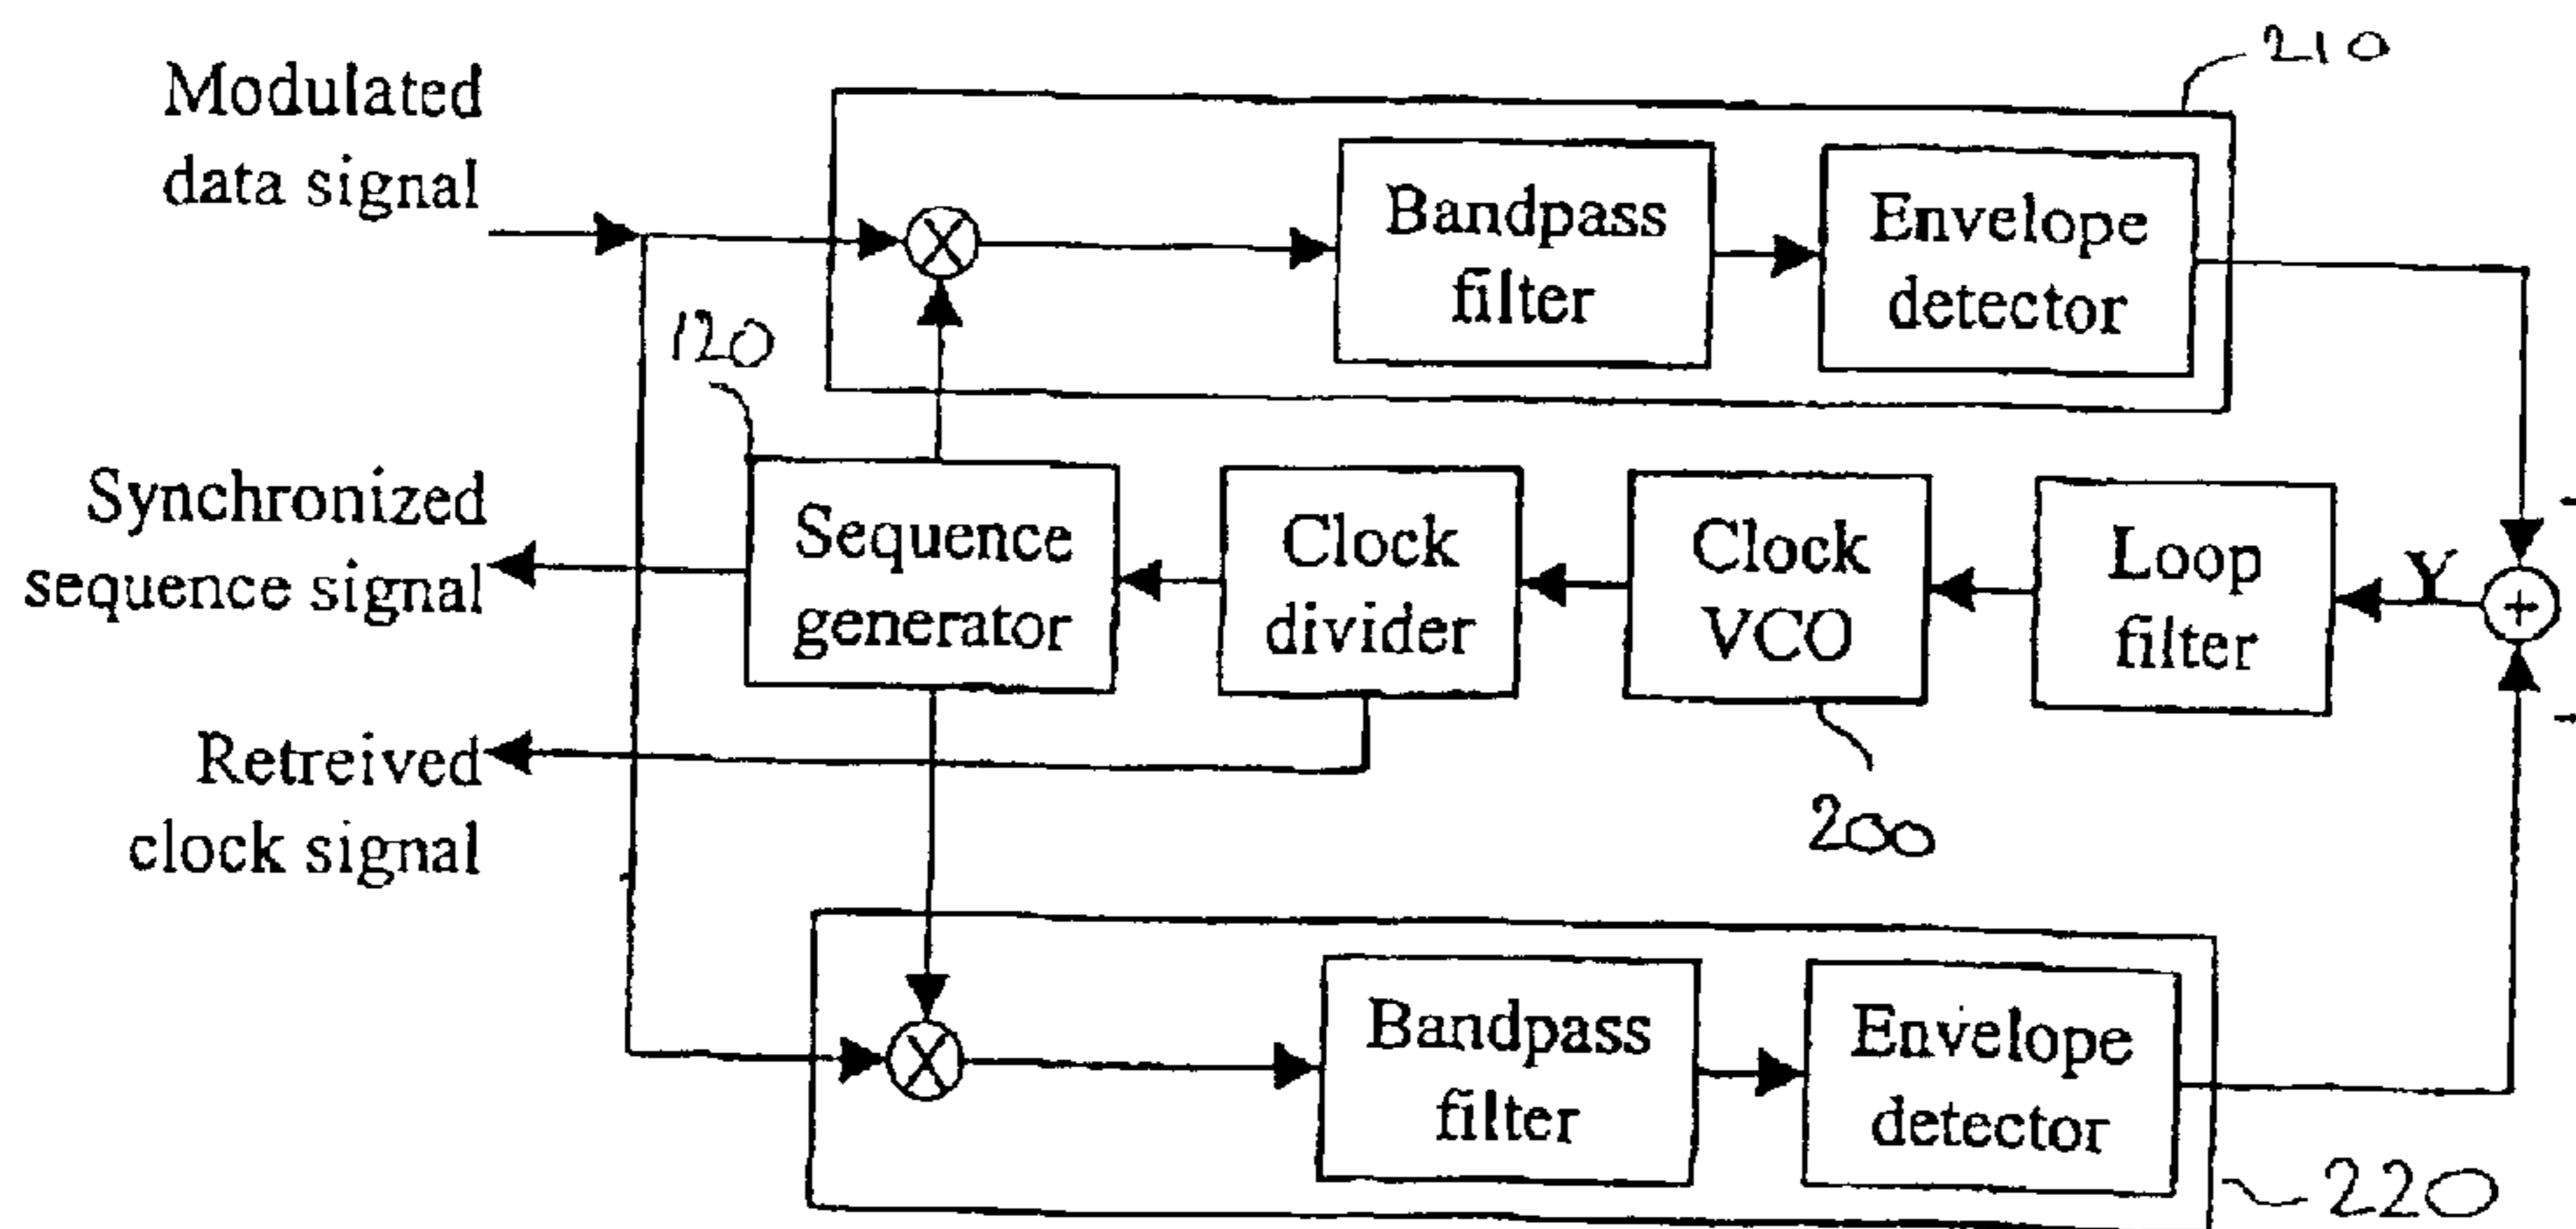 210
Modulated
data signal
Bandpass
filter
Envelope
detector
120
Synchronized
sequence signal
Sequence
generator
Clock
divider
Clock
VCO
Loop
filter
Y
+
Retreived
clock signal
200
Bandpass
filter
Envelope
detector
220